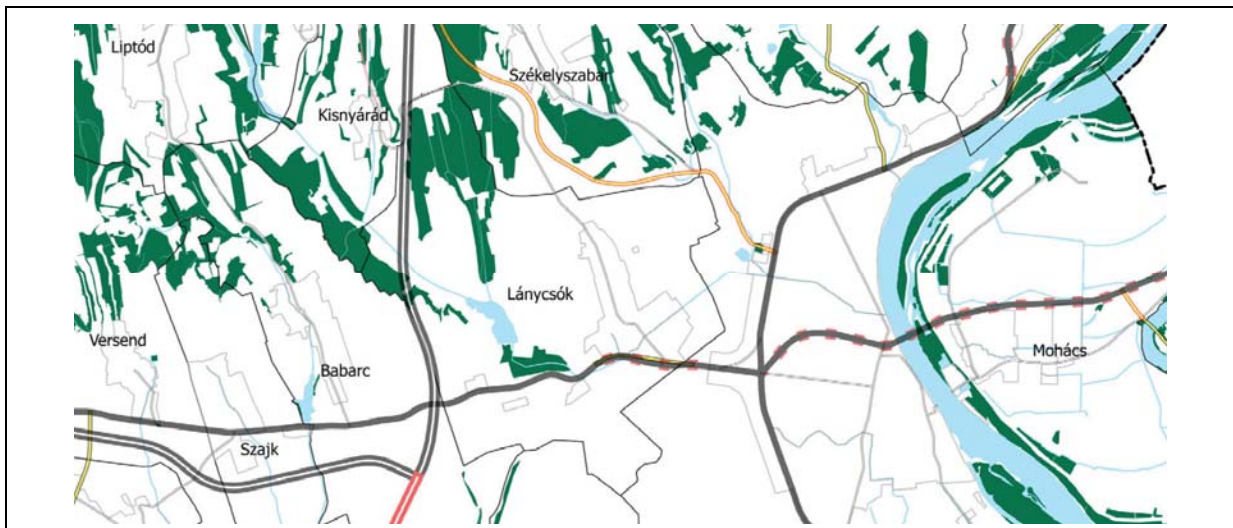 Liptód
Székelyszabar
Kisnyárád
Lánycsók
Versend
Mohács
Babarc
Szajk